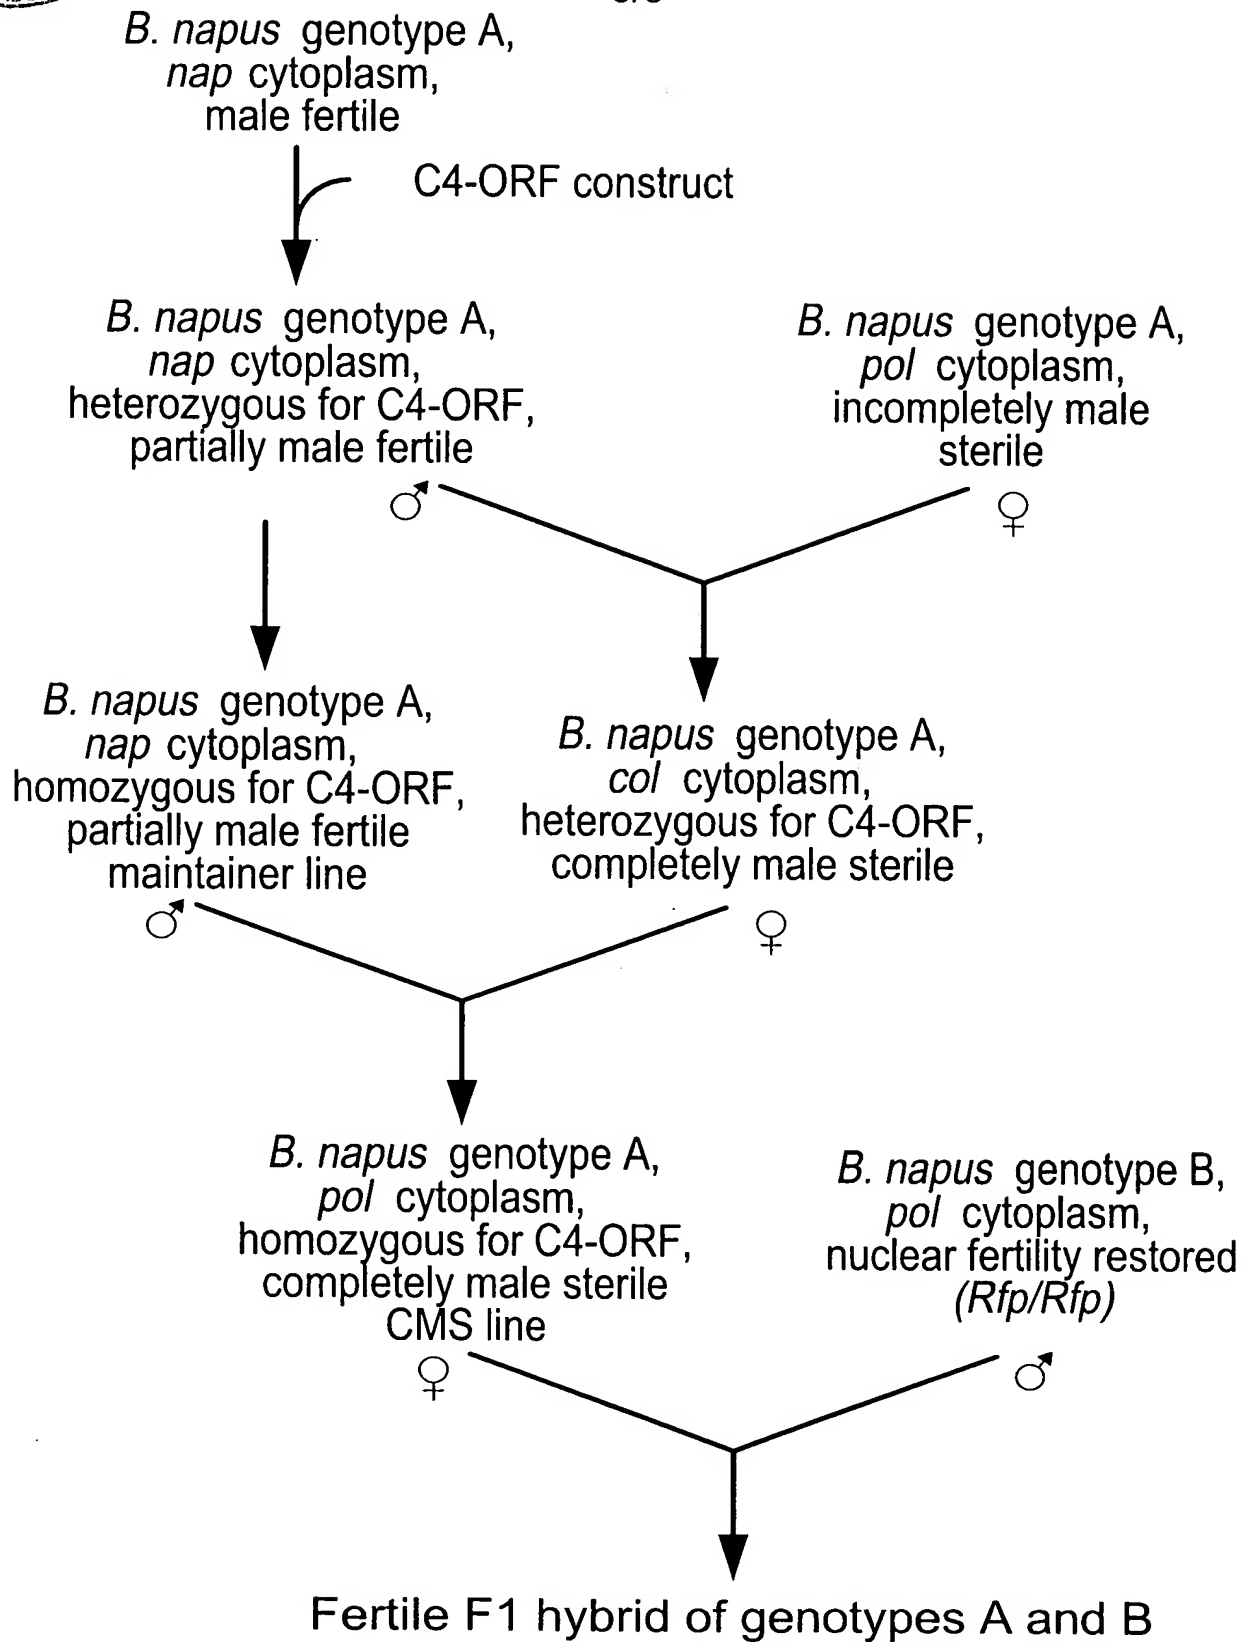 B. napus genotype A,
nap cytoplasm,
male fertile
C4-ORF construct
B. napus genotype A,
nap cytoplasm,
heterozygous for C4-ORF,
partially male fertile
♂
B. napus genotype A,
pol cytoplasm,
incompletely male
sterile
♀
B. napus genotype A,
nap cytoplasm,
homozygous for C4-ORF,
partially male fertile
maintainer line
♂
B. napus genotype A,
col cytoplasm,
heterozygous for C4-ORF,
completely male sterile
♀
B. napus genotype A,
pol cytoplasm,
homozygous for C4-ORF,
completely male sterile
CMS line
♀
B. napus genotype B,
pol cytoplasm,
nuclear fertility restored
(Rfp/Rfp)
♂
Fertile F1 hybrid of genotypes A and B